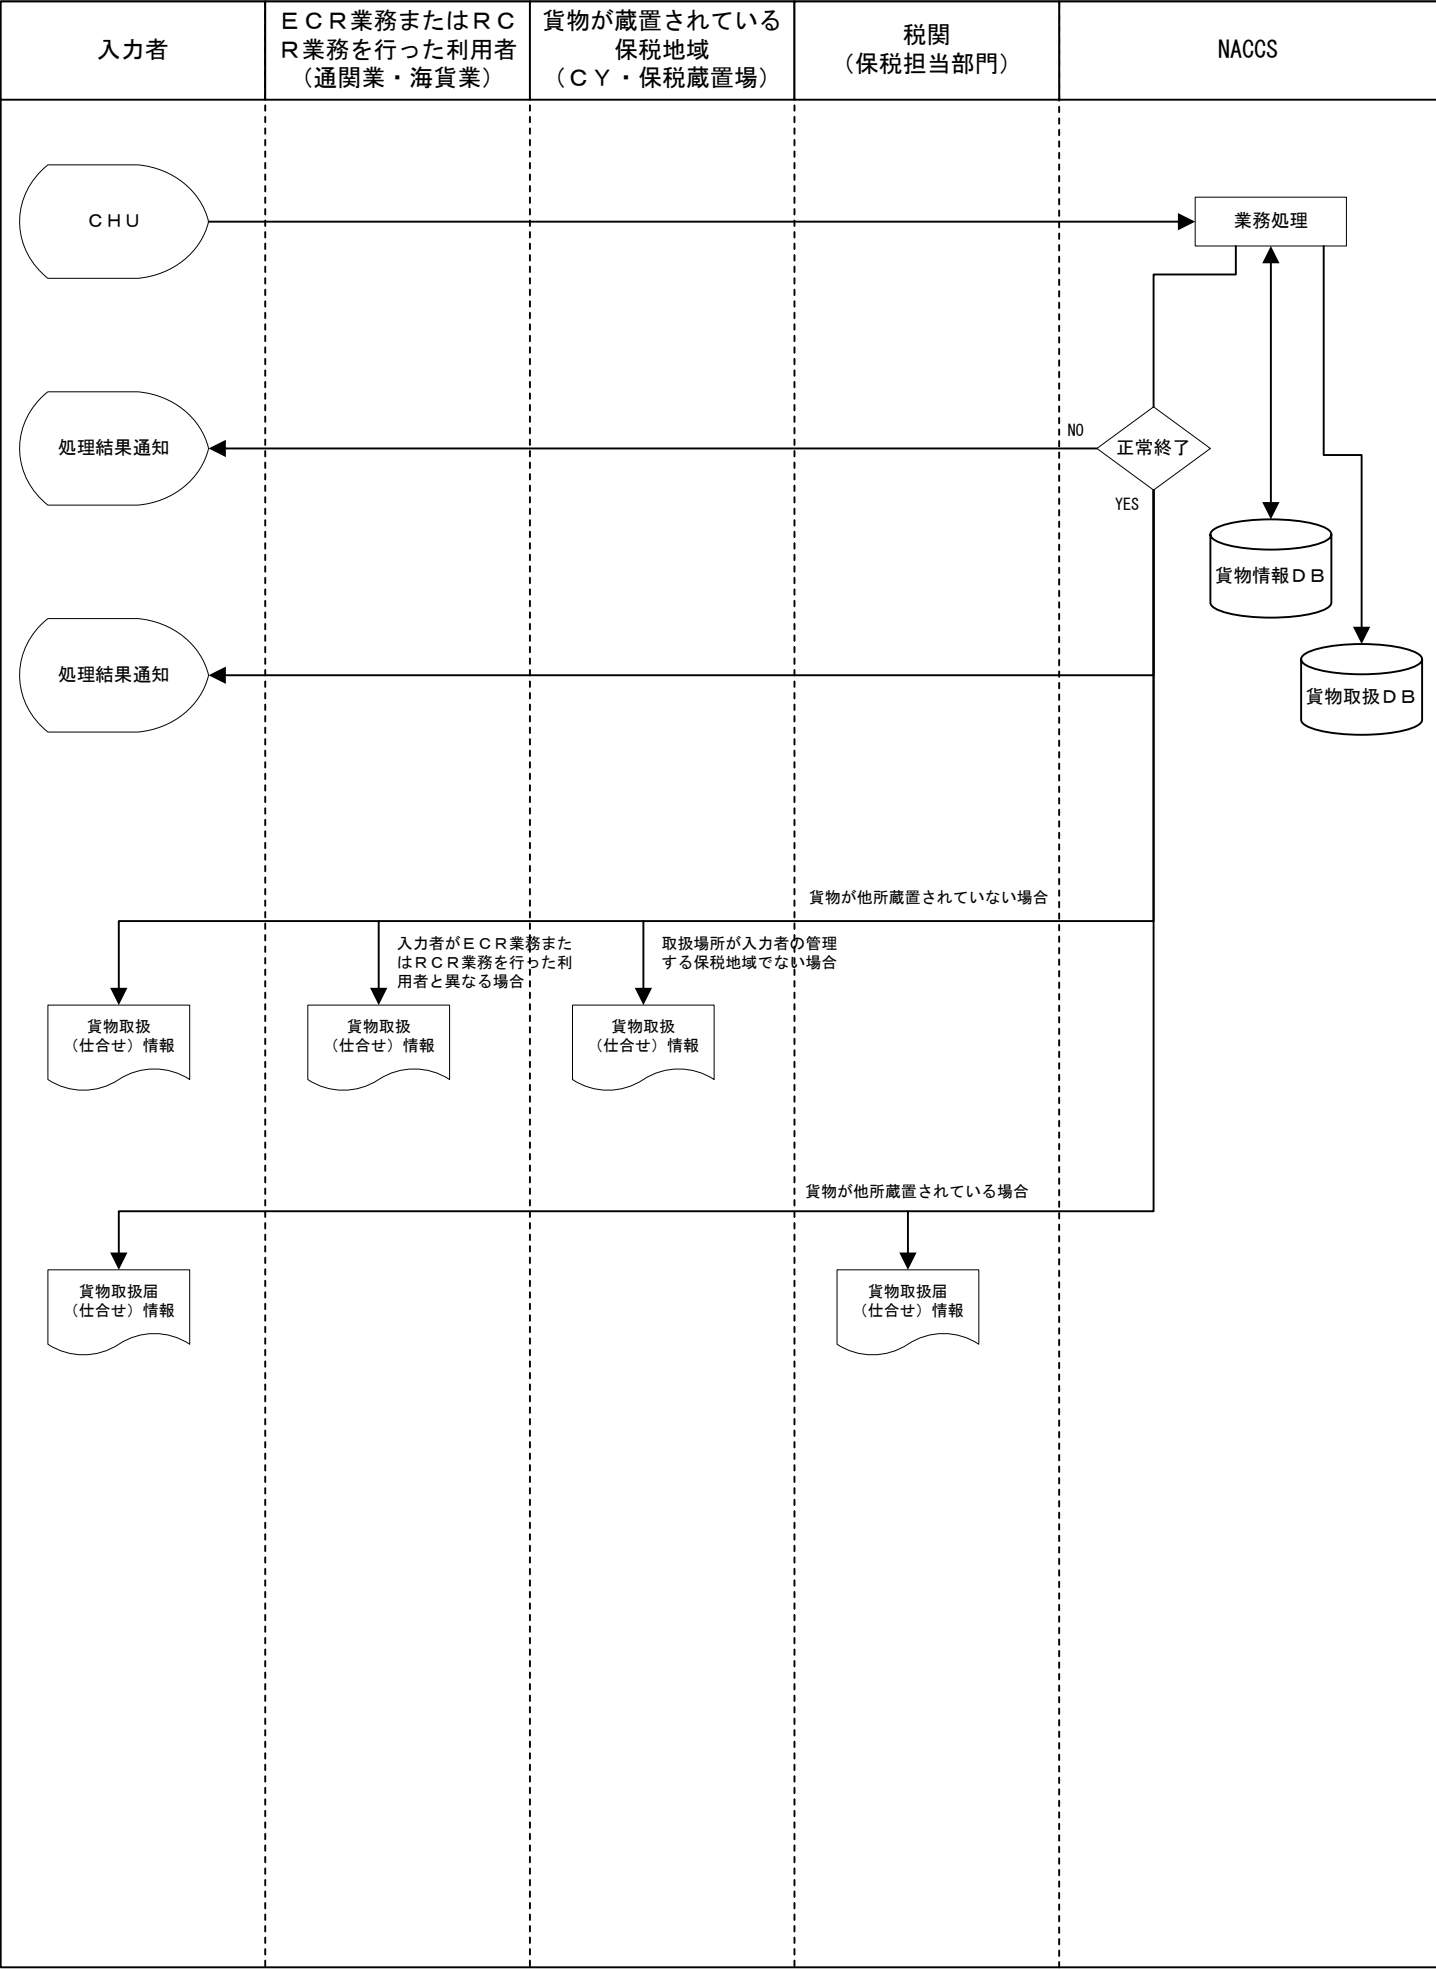 入力者
ＥＣＲ業務またはＲＣ
Ｒ業務を行った利用者
（通関業・海貨業）
貨物が蔵置されている
保税地域
（ＣＹ・保税蔵置場）
税関
（保税担当部門）
NACCS
ＣＨＵ
業務処理
処理結果通知
NO
正常終了
YES
貨物情報ＤＢ
処理結果通知
貨物取扱ＤＢ
貨物が他所蔵置されていない場合
入力者がＥＣＲ業務また
はＲＣＲ業務を行った利
用者と異なる場合
取扱場所が入力者の管理
する保税地域でない場合
貨物取扱
（仕合せ）情報
貨物取扱
（仕合せ）情報
貨物取扱
（仕合せ）情報
貨物が他所蔵置されている場合
貨物取扱届
（仕合せ）情報
貨物取扱届
（仕合せ）情報